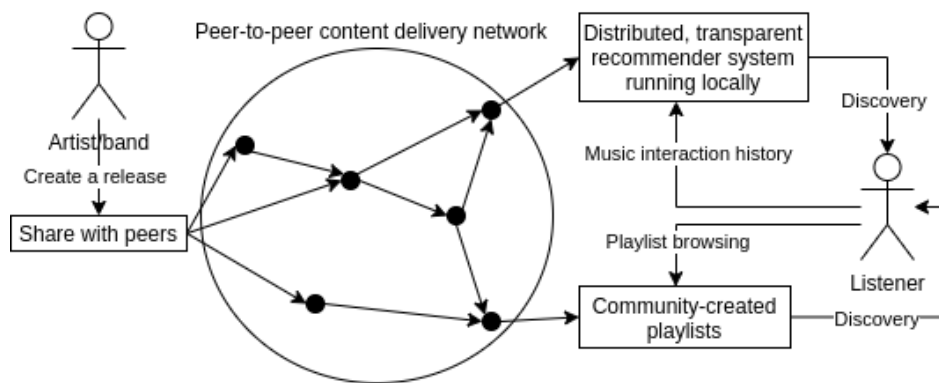 Peer-to-peer content delivery network
Distributed, transparent
recommender system
running locally
Artist/band
Create a release
Share with peers
Discovery
Music interaction history
Playlist browsing
Listener
Community-created
playlists
Discovery